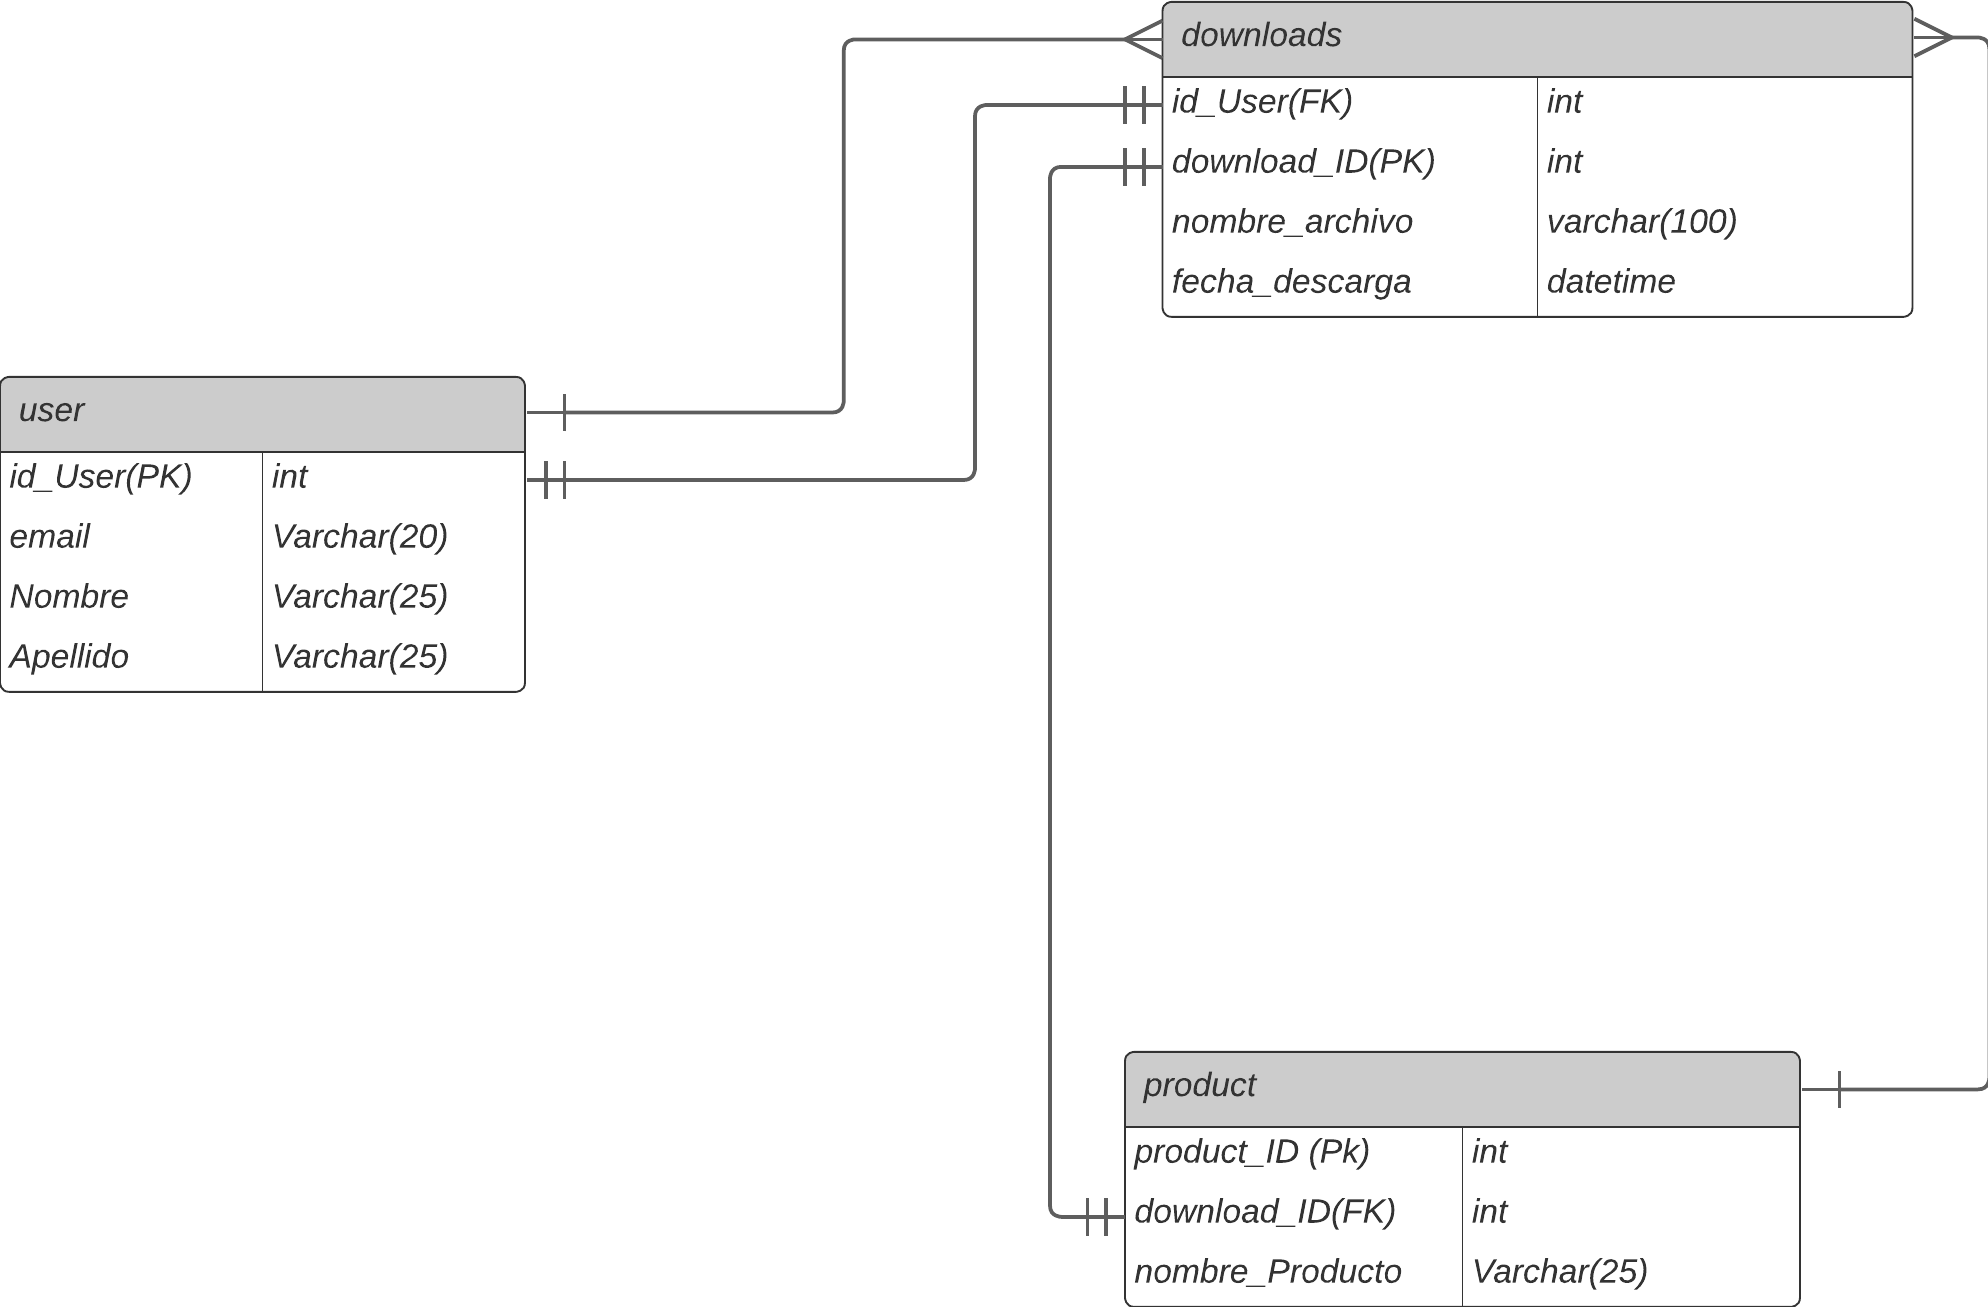 downloads
id_User(FK) int
download_ID(PK) int
nombre_archivo varchar(100)
fecha_descarga datetime
user
id_User(PK) int
email Varchar(20)
Nombre Varchar(25)
Apellido Varchar(25)
product
product_ID (Pk) int
download_ID(FK) int
nombre_Producto Varchar(25)